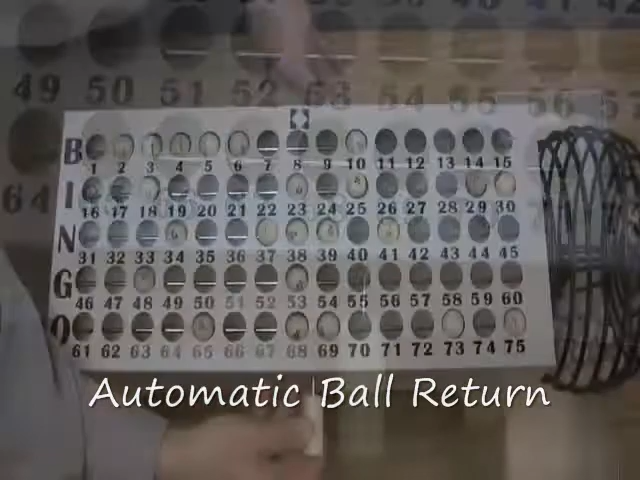 49 50 51 52 53 54 55 56
64
B 1 2 3 4 5 6 7 8 9 10 11 12 13 14 15
I 16 17 18 19 20 21 22 23 24 25 26 27 28 29 30
N 31 32 33 34 35 36 37 38 39 40 41 42 43 44 45
G 46 47 48 49 50 51 52 53 54 55 56 57 58 59 60
O 61 62 63 64 65 66 67 68 69 70 71 72 73 74 75
Automatic Ball Return